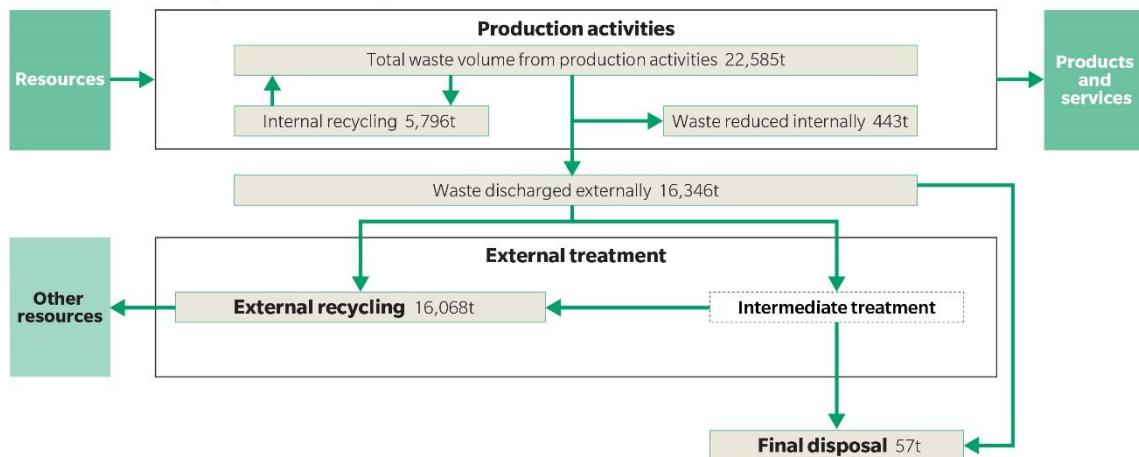 Production activities
Total waste volume from production activities 22,585t
Resources
Products
and
services
Internal recycling 5,796t
Waste reduced internally 443t
Waste discharged externally 16,346t
External treatment
Other
resources
External recycling 16,068t
Intermediate treatment
Final disposal 57t